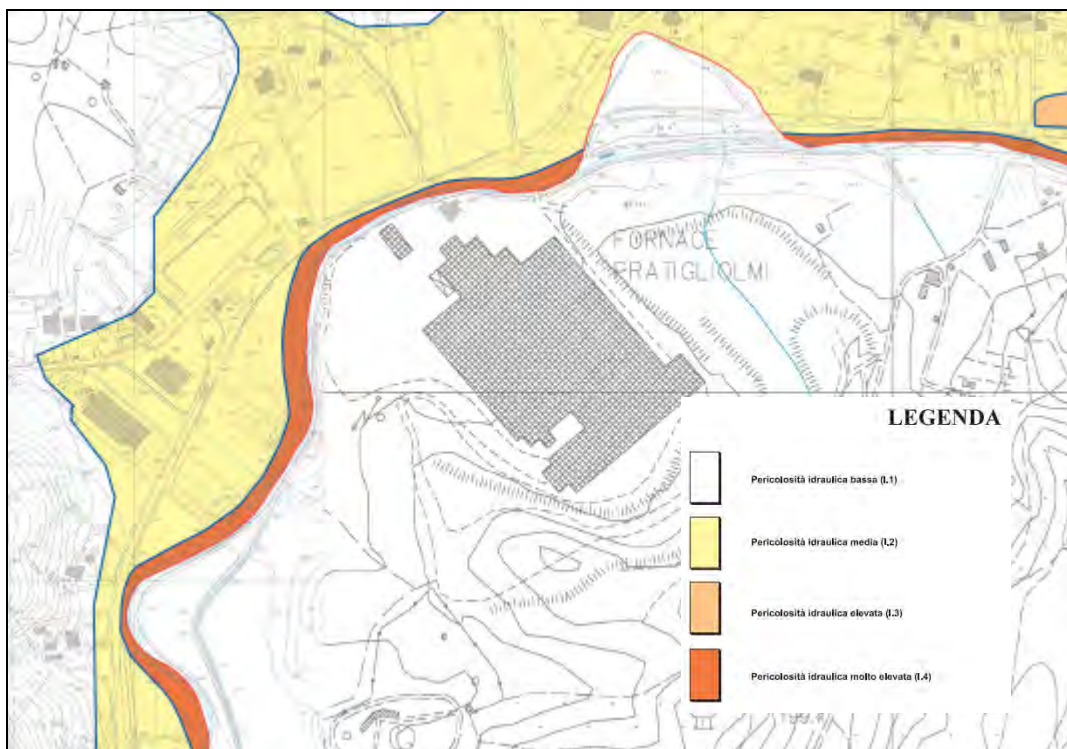 FORNACE
PRATIGLIOLMI
LEGENDA
Pericolosità idraulica bassa (I.1)
Pericolosità idraulica media (I.2)
Pericolosità idraulica elevata (I.3)
Pericolosità idraulica molto elevata (I.4)